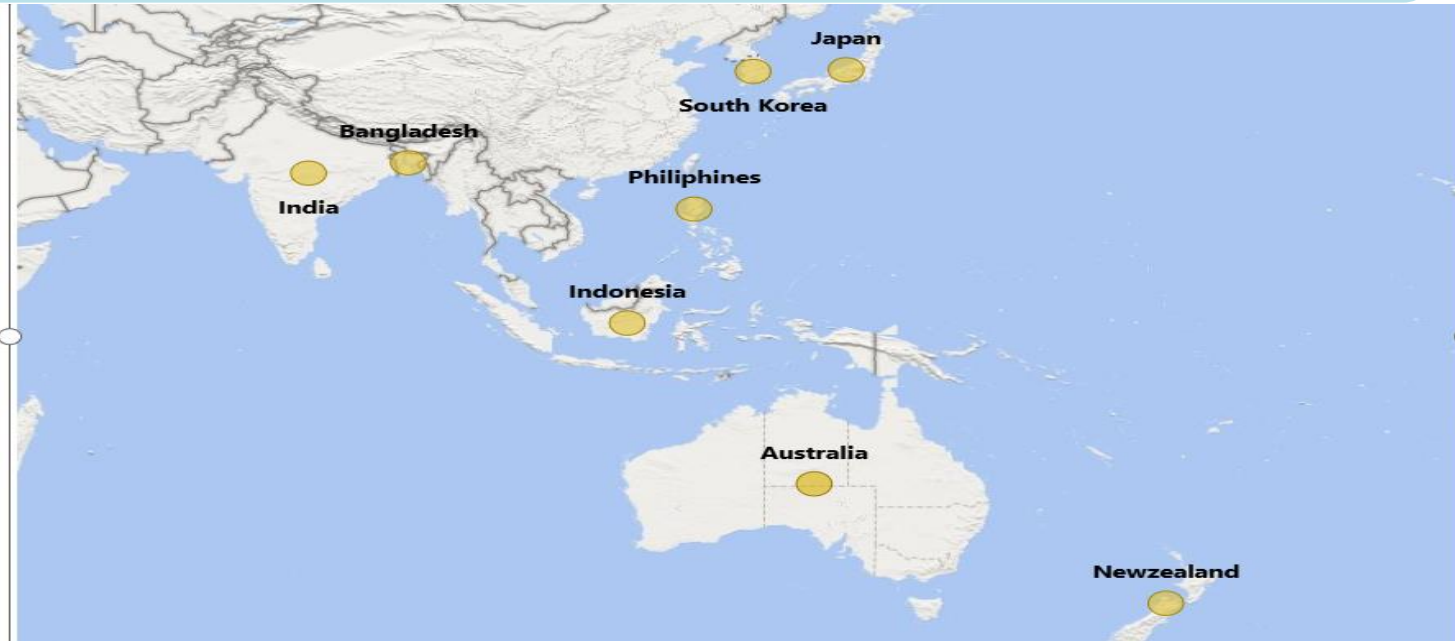 Japan
South Korea
Bangladesh
Philiphines
India
Indonesia
Australia
Newzealand